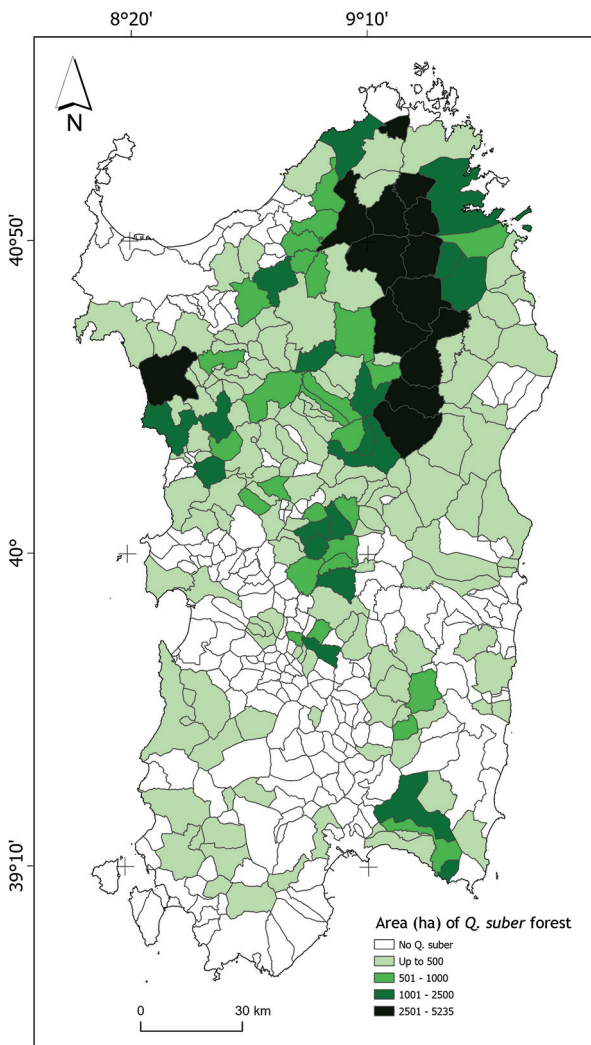 8°20' 9°10'
N
40°50'
40°
39°10'
Area (ha) of Q. suber forest
No Q. suber
Up to 500
501 - 1000
1001 - 2500
2501 - 5235
0 30 km